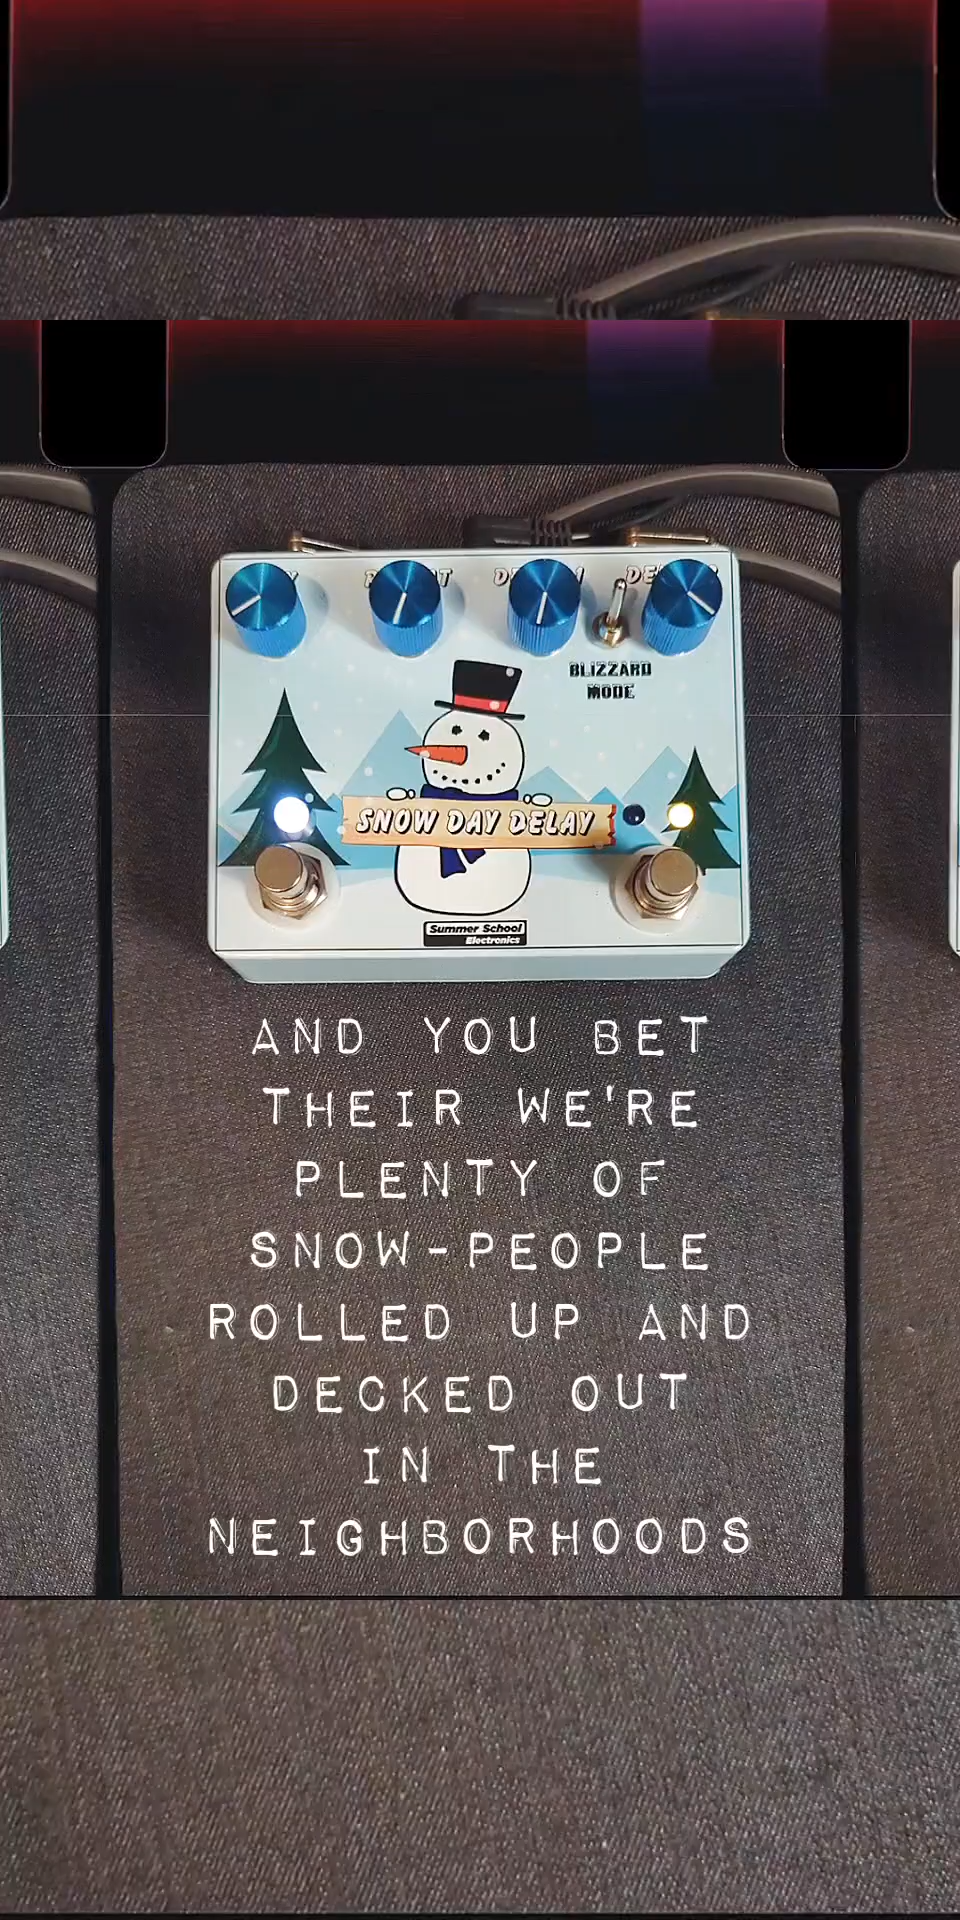 BLIZZARD
MODE
SNOW DAY DELAY
Summer School
Electronics
AND YOU BET
THEIR WE'RE
PLENTY OF
SNOW-PEOPLE
ROLLED UP AND
DECKED OUT
IN THE
NEIGHBORHOODS